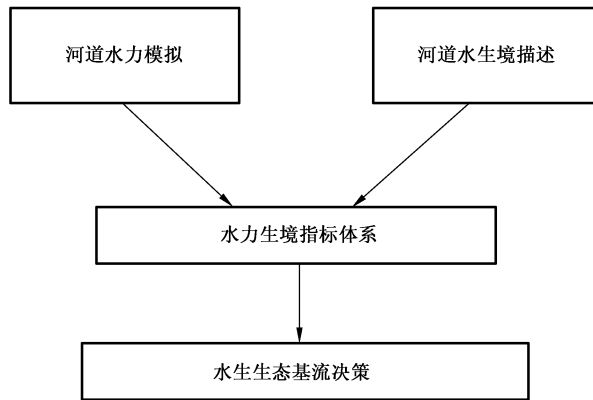 河道水力模拟
河道水生境描述
水力生境指标体系
水生生态基流决策